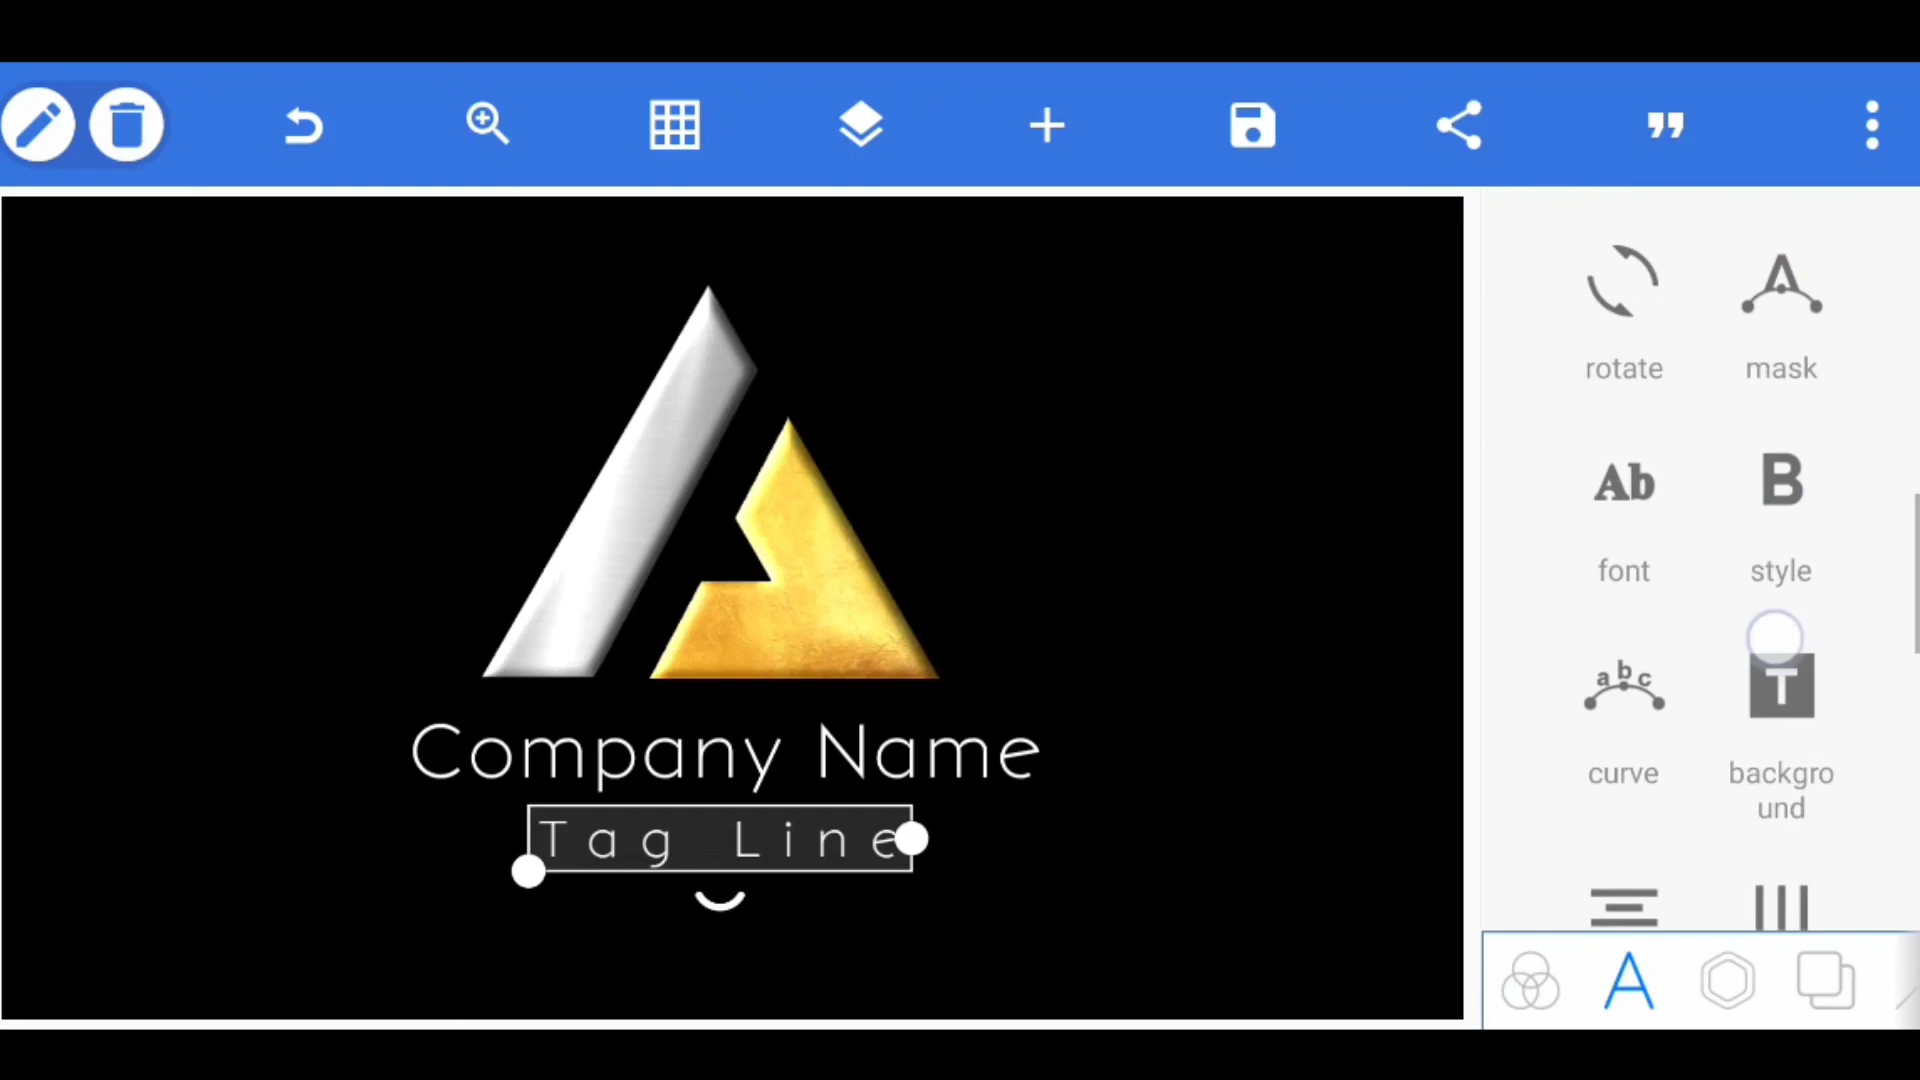 rotate
mask
Ab
B
font
style
abc
T
curve
backgro
und
Company Name
Tag Line
A